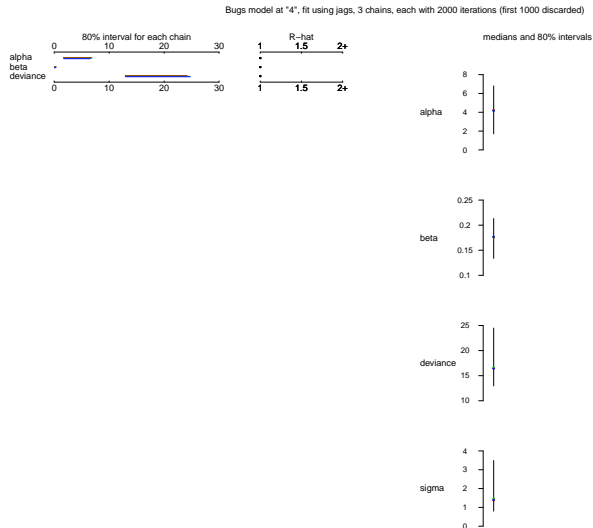 Bugs model at "4", fit using jags, 3 chains, each with 2000 iterations (first 1000 discarded)
80% interval for each chain
R−hat
medians and 80% intervals
0 10 20 30
1 1.5 2+
alpha
beta
deviance
0 10 20 30
1 1.5 2+
alpha
8
6
4
2
0
beta
0.25
0.2
0.15
0.1
deviance
25
20
15
10
sigma
4
3
2
1
0